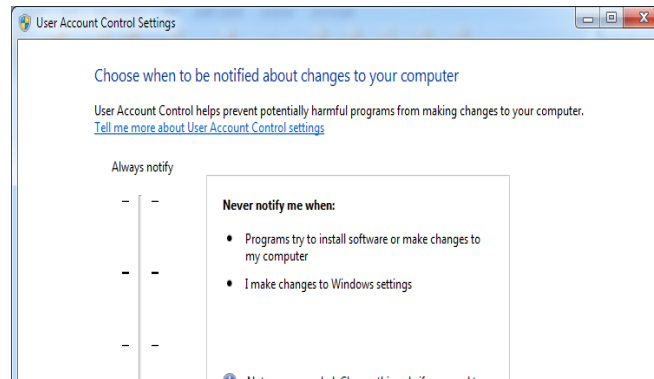 User Account Control Settings
Choose when to be notified about changes to your computer
User Account Control helps prevent potentially harmful programs from making changes to your computer.
Tell me more about User Account Control settings
Always notify
Never notify me when:
Programs try to install software or make changes to
my computer
I make changes to Windows settings